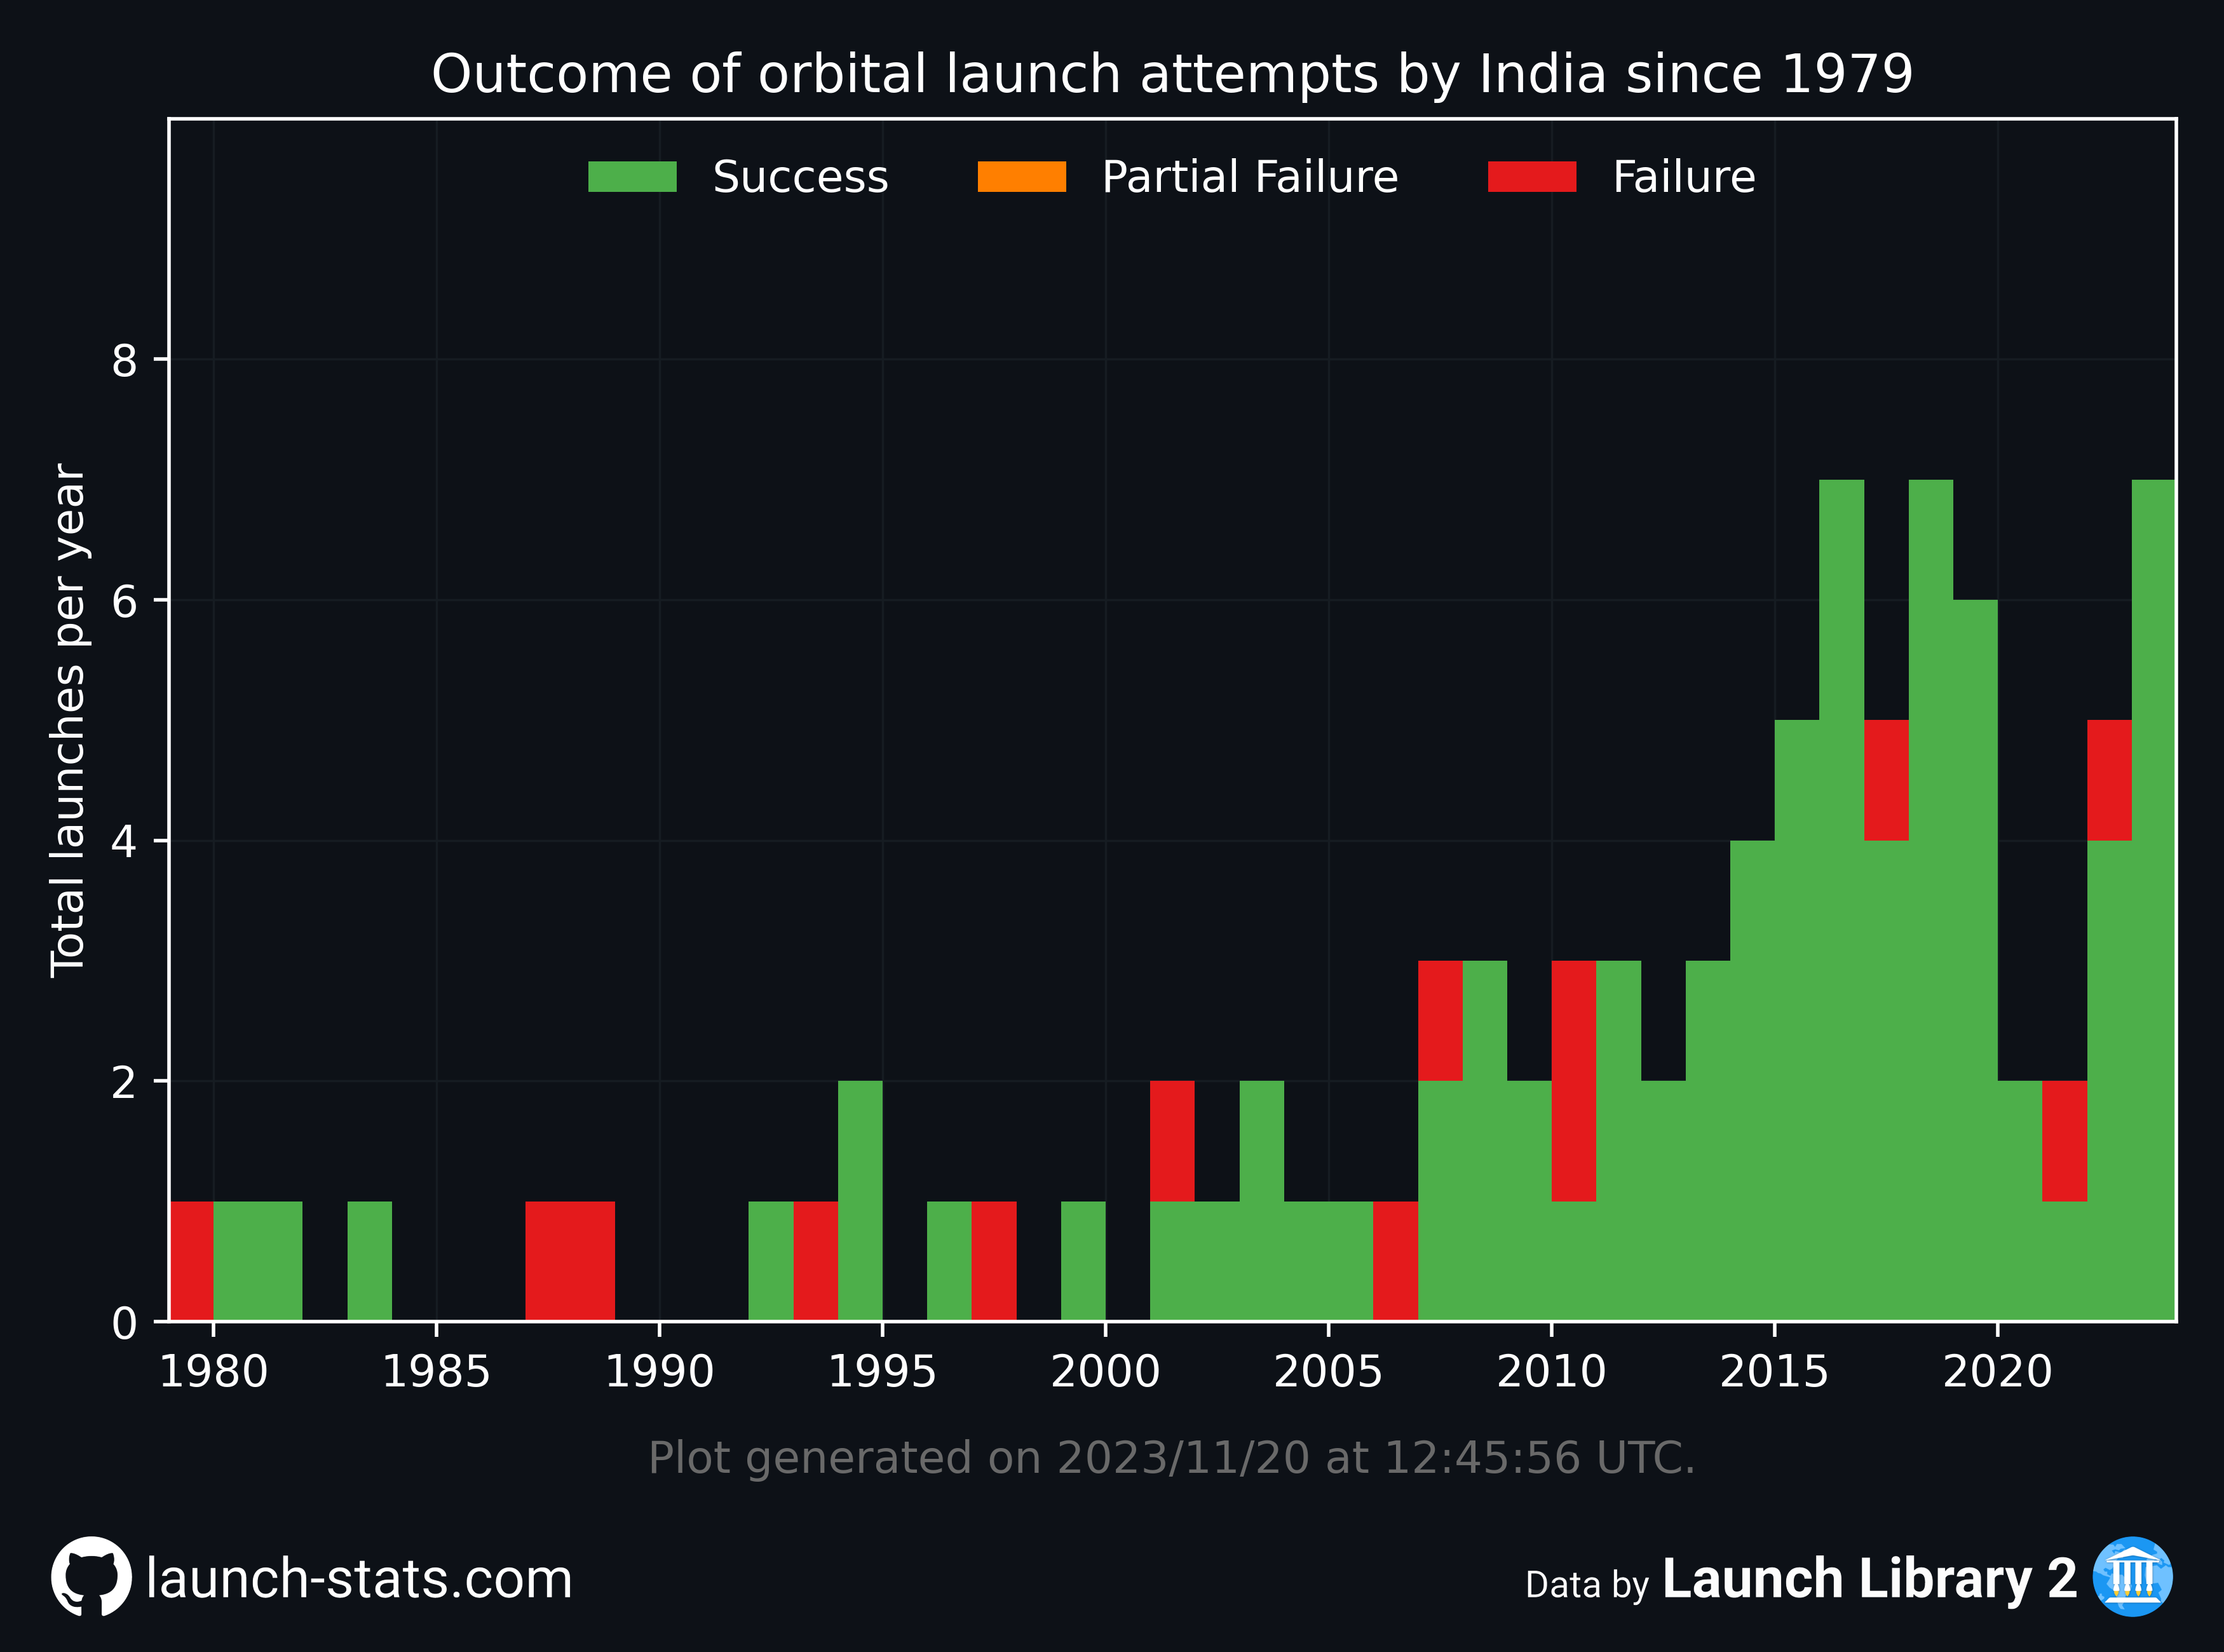 Outcome of orbital launch attempts by India since 1979
Success Partial Failure Failure
Total launches per year
8
6
4
2
0
1980 1985 1990 1995 2000 2005 2010 2015 2020
Plot generated on 2023/11/20 at 12:45:56 UTC.
launch-stats.com
Data by Launch Library 2